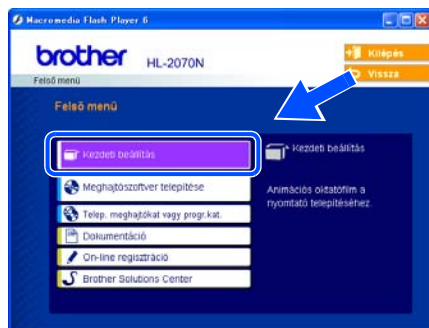 Macromedia Flash Player 6
brother HL-2070N
Kilépés
Vissza
Felső menü
Felső menü
Kezdeti beállítás
Meghajtószoftver telepítése
Telep. meghajtókat vagy progr.kat.
Dokumentáció
On-line regisztráció
Brother Solutions Center
Kezdeti beállítás
Animációs oktatófilm a
nyomtató telepítéséhez.